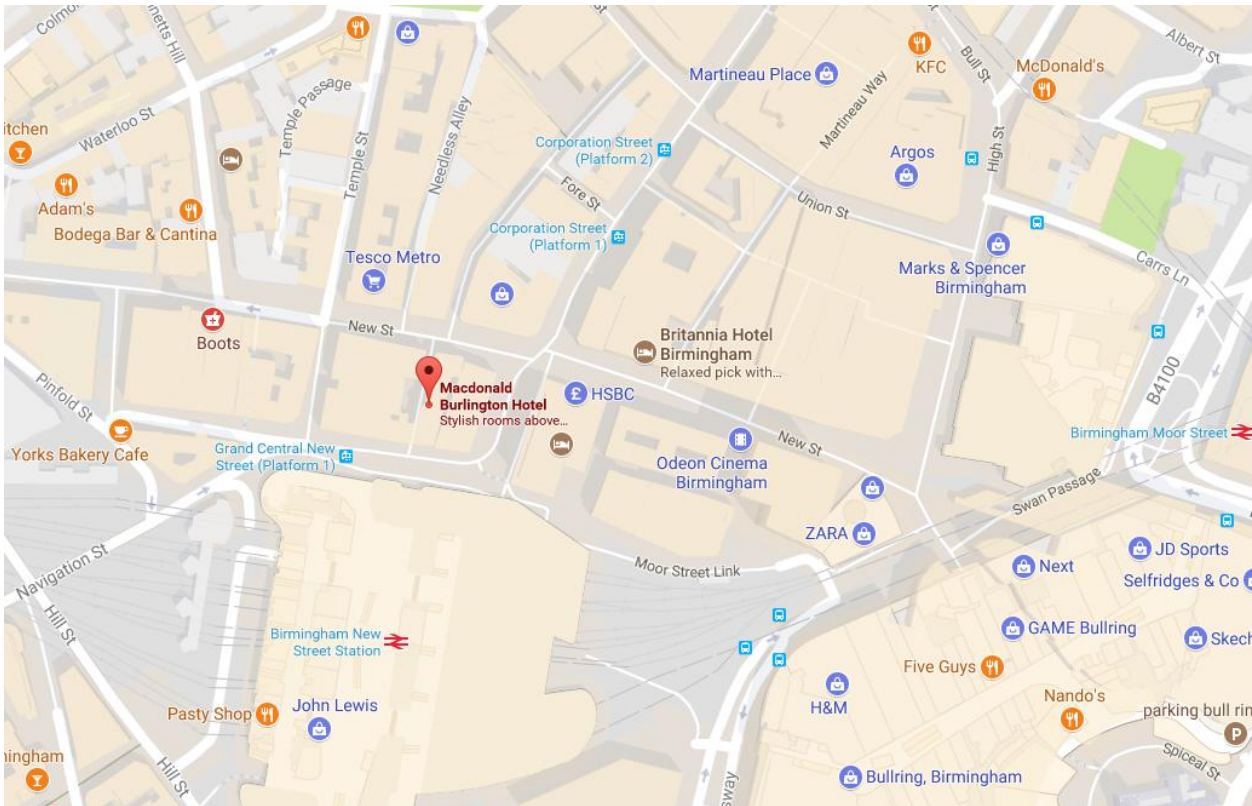 Colmo
netts Hill
Waterloo St
Temple Passage
Temple St
Needless Alley
Martineau Place
Martineau Way
KFC
Bull St
McDonald's
Albert St
itchen
Adam's
Bodega Bar & Cantina
Corporation Street
(Platform 2)
Argos
High St
Fore St
Union St
Corporation Street
(Platform 1)
Tesco Metro
Marks & Spencer
Birmingham
Carrs Ln
Boots
New St
Britannia Hotel
Birmingham
Relaxed pick with...
B4100
Pinfold St
Macdonald
Burlington Hotel
Stylish rooms above...
£
HSBC
Yorks Bakery Cafe
Grand Central New
Street (Platform 1)
New St
Odeon Cinema
Birmingham
Birmingham Moor Street
Swan Passage
ZARA
Navigation St
Moor Street Link
Next
JD Sports
Selfridges & Co
Hill St
Birmingham New
Street Station
GAME Bullring
Skech
Five Guys
Pasty Shop
John Lewis
H&M
Nando's
parking bull rin
P
mingham
Hill St
Bullring, Birmingham
Spiceal St
sway